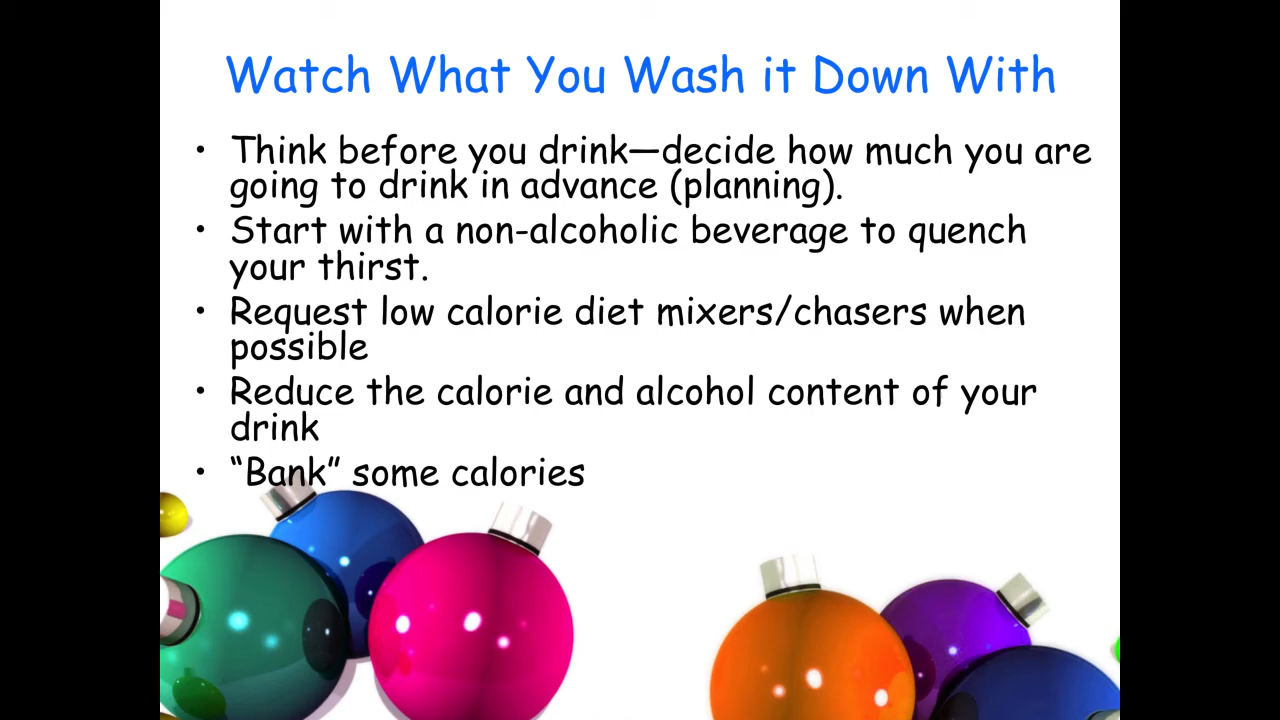 Watch What You Wash it Down With
• Think before you drink—decide how much you are
going to drink in advance (planning).
• Start with a non-alcoholic beverage to quench
your thirst.
• Request low calorie diet mixers/chasers when
possible
• Reduce the calorie and alcohol content of your
drink
• “Bank” some calories